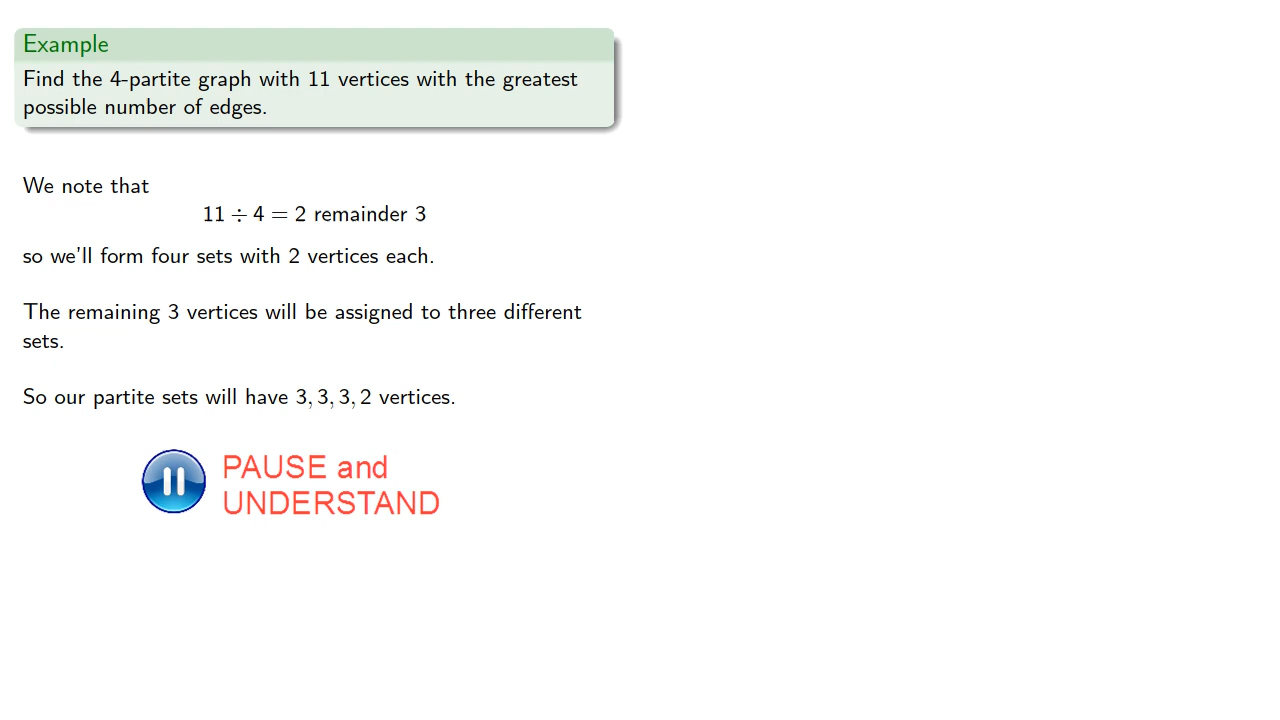 Example
Find the 4-partite graph with 11 vertices with the greatest
possible number of edges.
We note that
11 ÷ 4 = 2 remainder 3
so we'll form four sets with 2 vertices each.
The remaining 3 vertices will be assigned to three different
sets.
So our partite sets will have 3, 3, 3, 2 vertices.
PAUSE and
UNDERSTAND